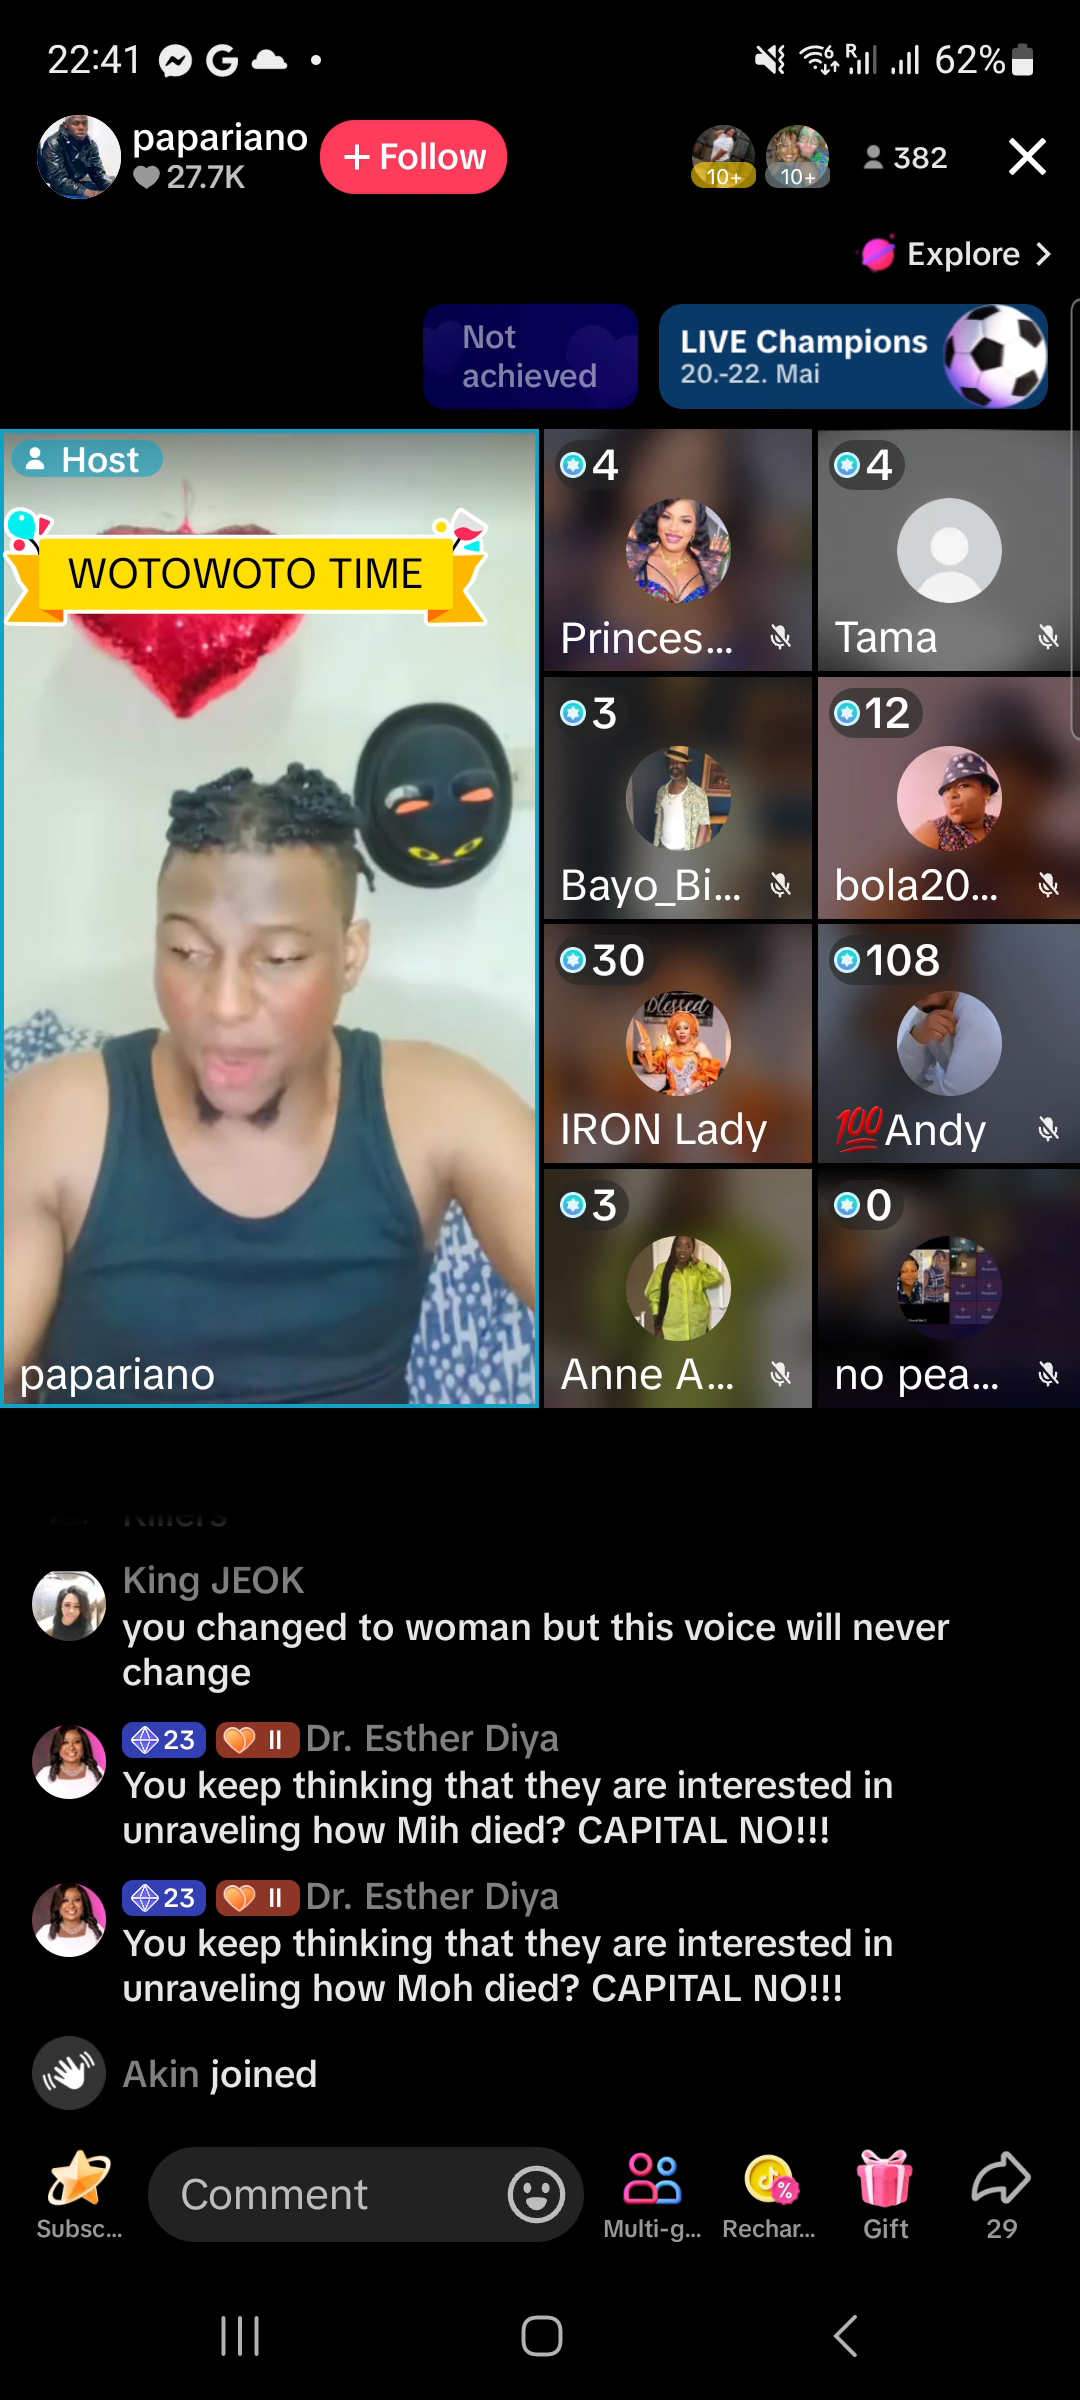 22:41
R
62%
papariano
+ Follow
27.7K
10+
10+
382
Explore
Not
achieved
LIVE Champions
20.-22. Mai
Host
WOTOWOTO TIME
papariano
4
Princes...
4
Tama
3
Bayo_Bi...
12
bola20...
30
Blessed
IRON Lady
108
💯Andy
3
Anne A...
0
no pea...
Killers
King JEOK
you changed to woman but this voice will never
change
23 II Dr. Esther Diya
You keep thinking that they are interested in
unraveling how Mih died? CAPITAL NO!!!
23 II Dr. Esther Diya
You keep thinking that they are interested in
unraveling how Moh died? CAPITAL NO!!!
Akin joined
Subsc...
Comment
Multi-g...
Rechar...
Gift
29